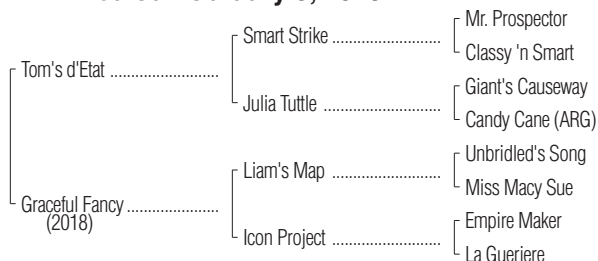 Mr. Prospector
Smart Strike ..........................
Classy 'n Smart
Tom's d'Etat ..........................
Giant's Causeway
Julia Tuttle ............................
Candy Cane (ARG)
Unbridled's Song
Liam's Map ..........................
Miss Macy Sue
Graceful Fancy ......................
(2018)
Empire Maker
Icon Project ..........................
La Gueriere